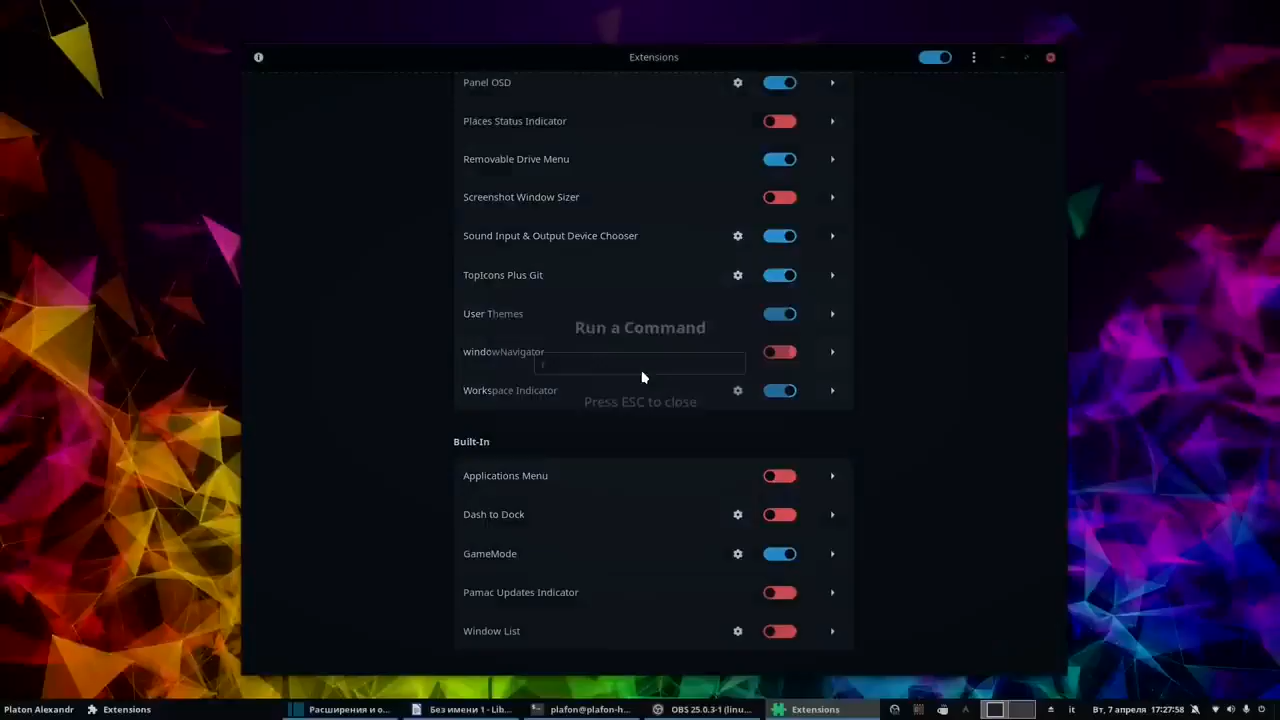 Extensions
Panel OSD
Places Status Indicator
Removable Drive Menu
Screenshot Window Sizer
Sound Input & Output Device Chooser
TopIcons Plus Git
User Themes
Run a Command
windowNavigator
r
Workspace Indicator
Press ESC to close
Built-In
Applications Menu
Dash to Dock
GameMode
Pamac Updates Indicator
Window List
Platon Alexandr
Extensions
Расширения и о...
Без имени 1 - Lib...
plafon@plafon-h...
OBS 25.0.3-1 (linu...
Extensions
it
Вт, 7 апреля, 17:27:58